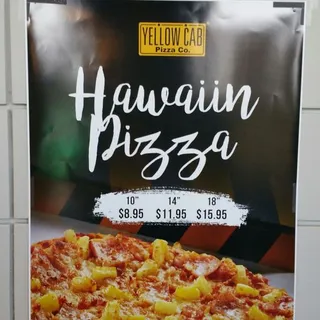 YELLOW CAB
Pizza Co.
Hawaiin
Pizza
10" 14" 18"
$8.95 $11.95 $15.95